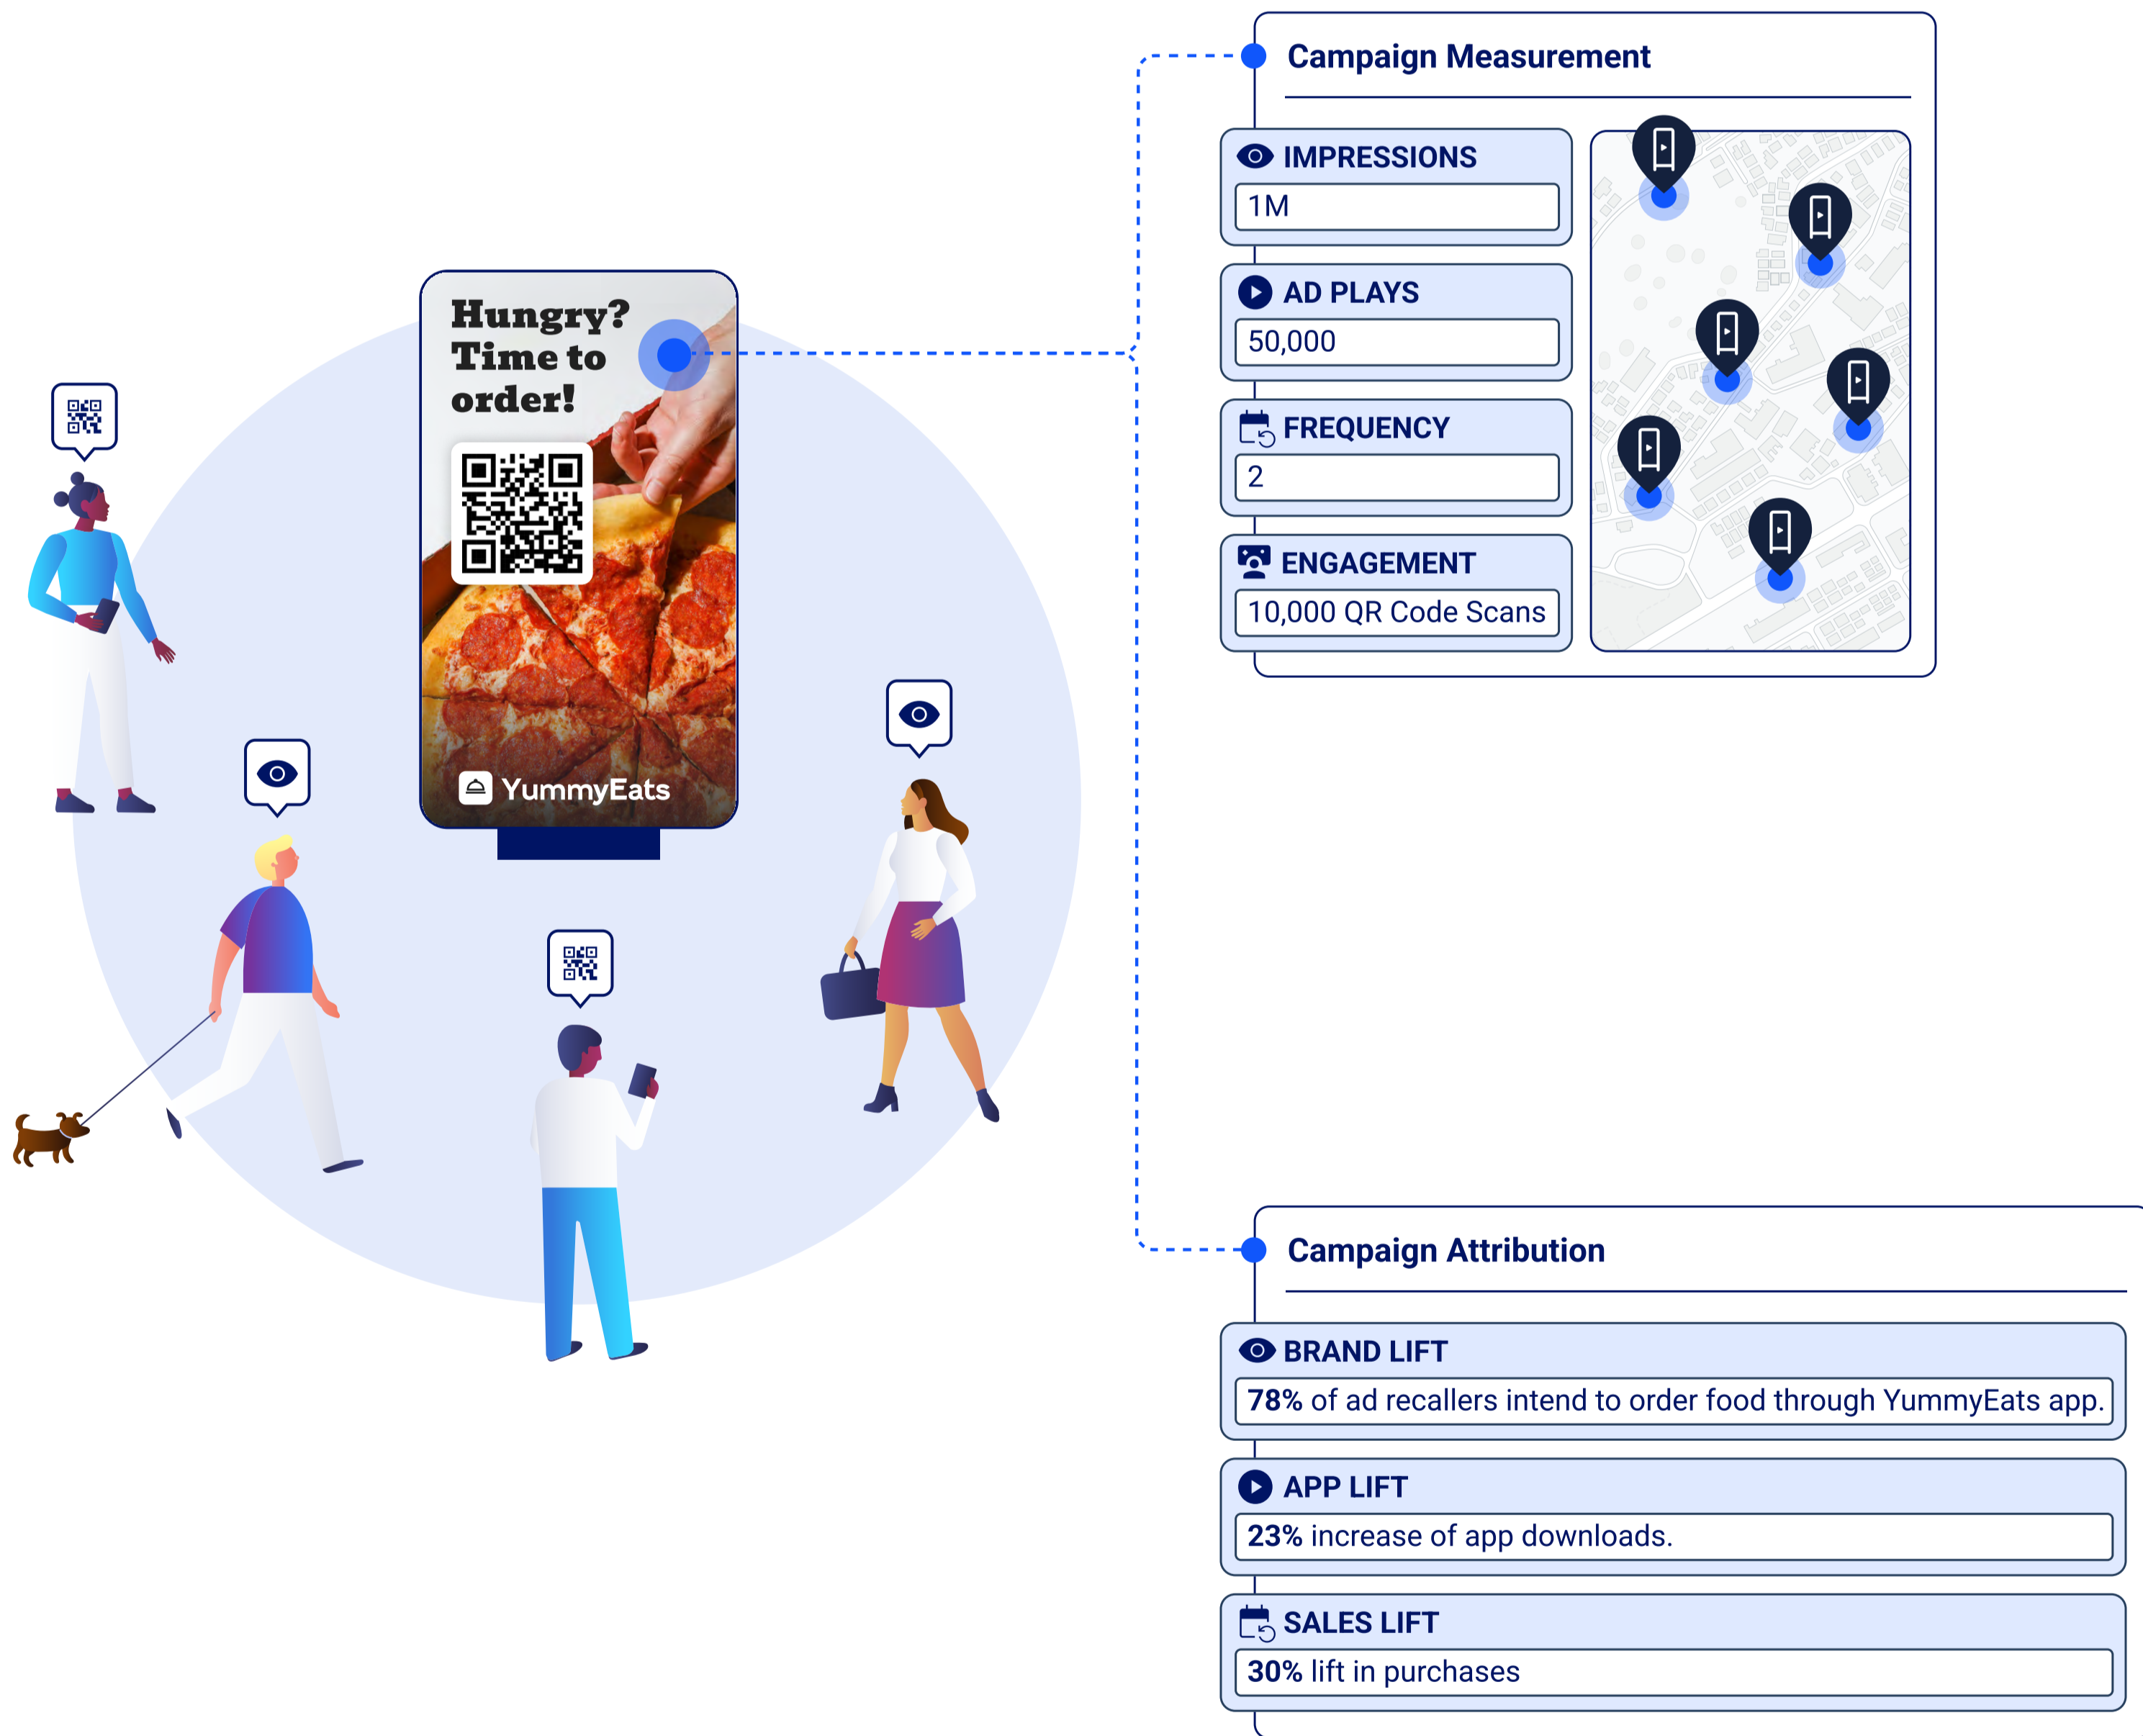 Hungry?
Time to
order!
YummyEats
Campaign Measurement
IMPRESSIONS
1M
AD PLAYS
50,000
FREQUENCY
2
ENGAGEMENT
10,000 QR Code Scans
Campaign Attribution
BRAND LIFT
78% of ad recallers intend to order food through YummyEats app.
APP LIFT
23% increase of app downloads.
SALES LIFT
30% lift in purchases